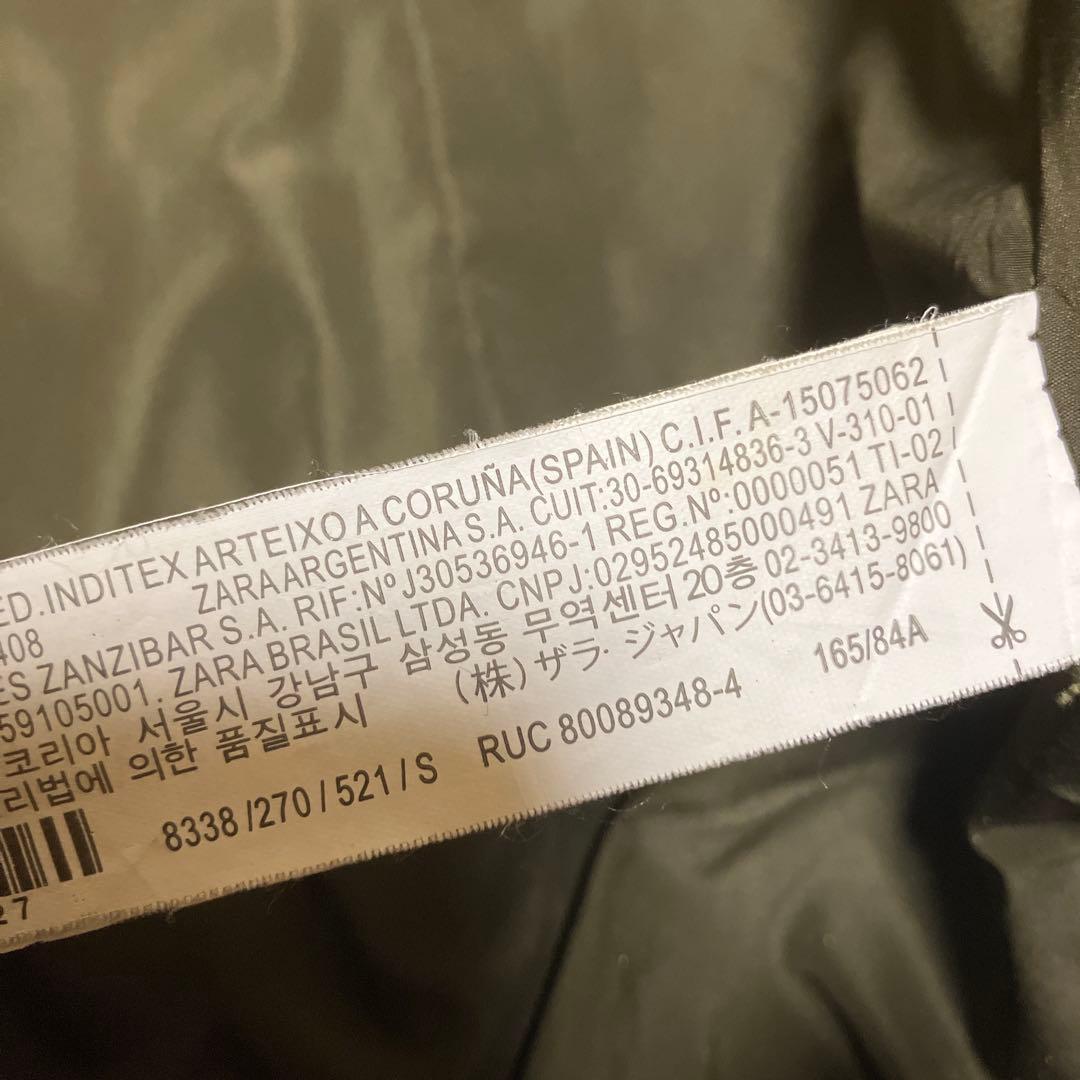 ED. INDITEX ARTEIXO A CORUÑA(SPAIN) C.I.F. A-15075062
408 ZARA ARGENTINA S.A. CUIT:30-69314836-3 V-310-01
ES ZANZIBAR S.A. RIF:Nº J30536946-1 REG.Nº:0000051 TI-02
59105001. ZARA BRASIL LTDA. CNPJ:02952485000491 ZARA
코리아 서울시 강남구 삼성동 무역센터 20층 02-3413-9800
리법에 의한 품질표시 (株) ザラ・ジャパン(03-6415-8061)
8338 /270 / 521 / S RUC 80089348-4 165/84A
27